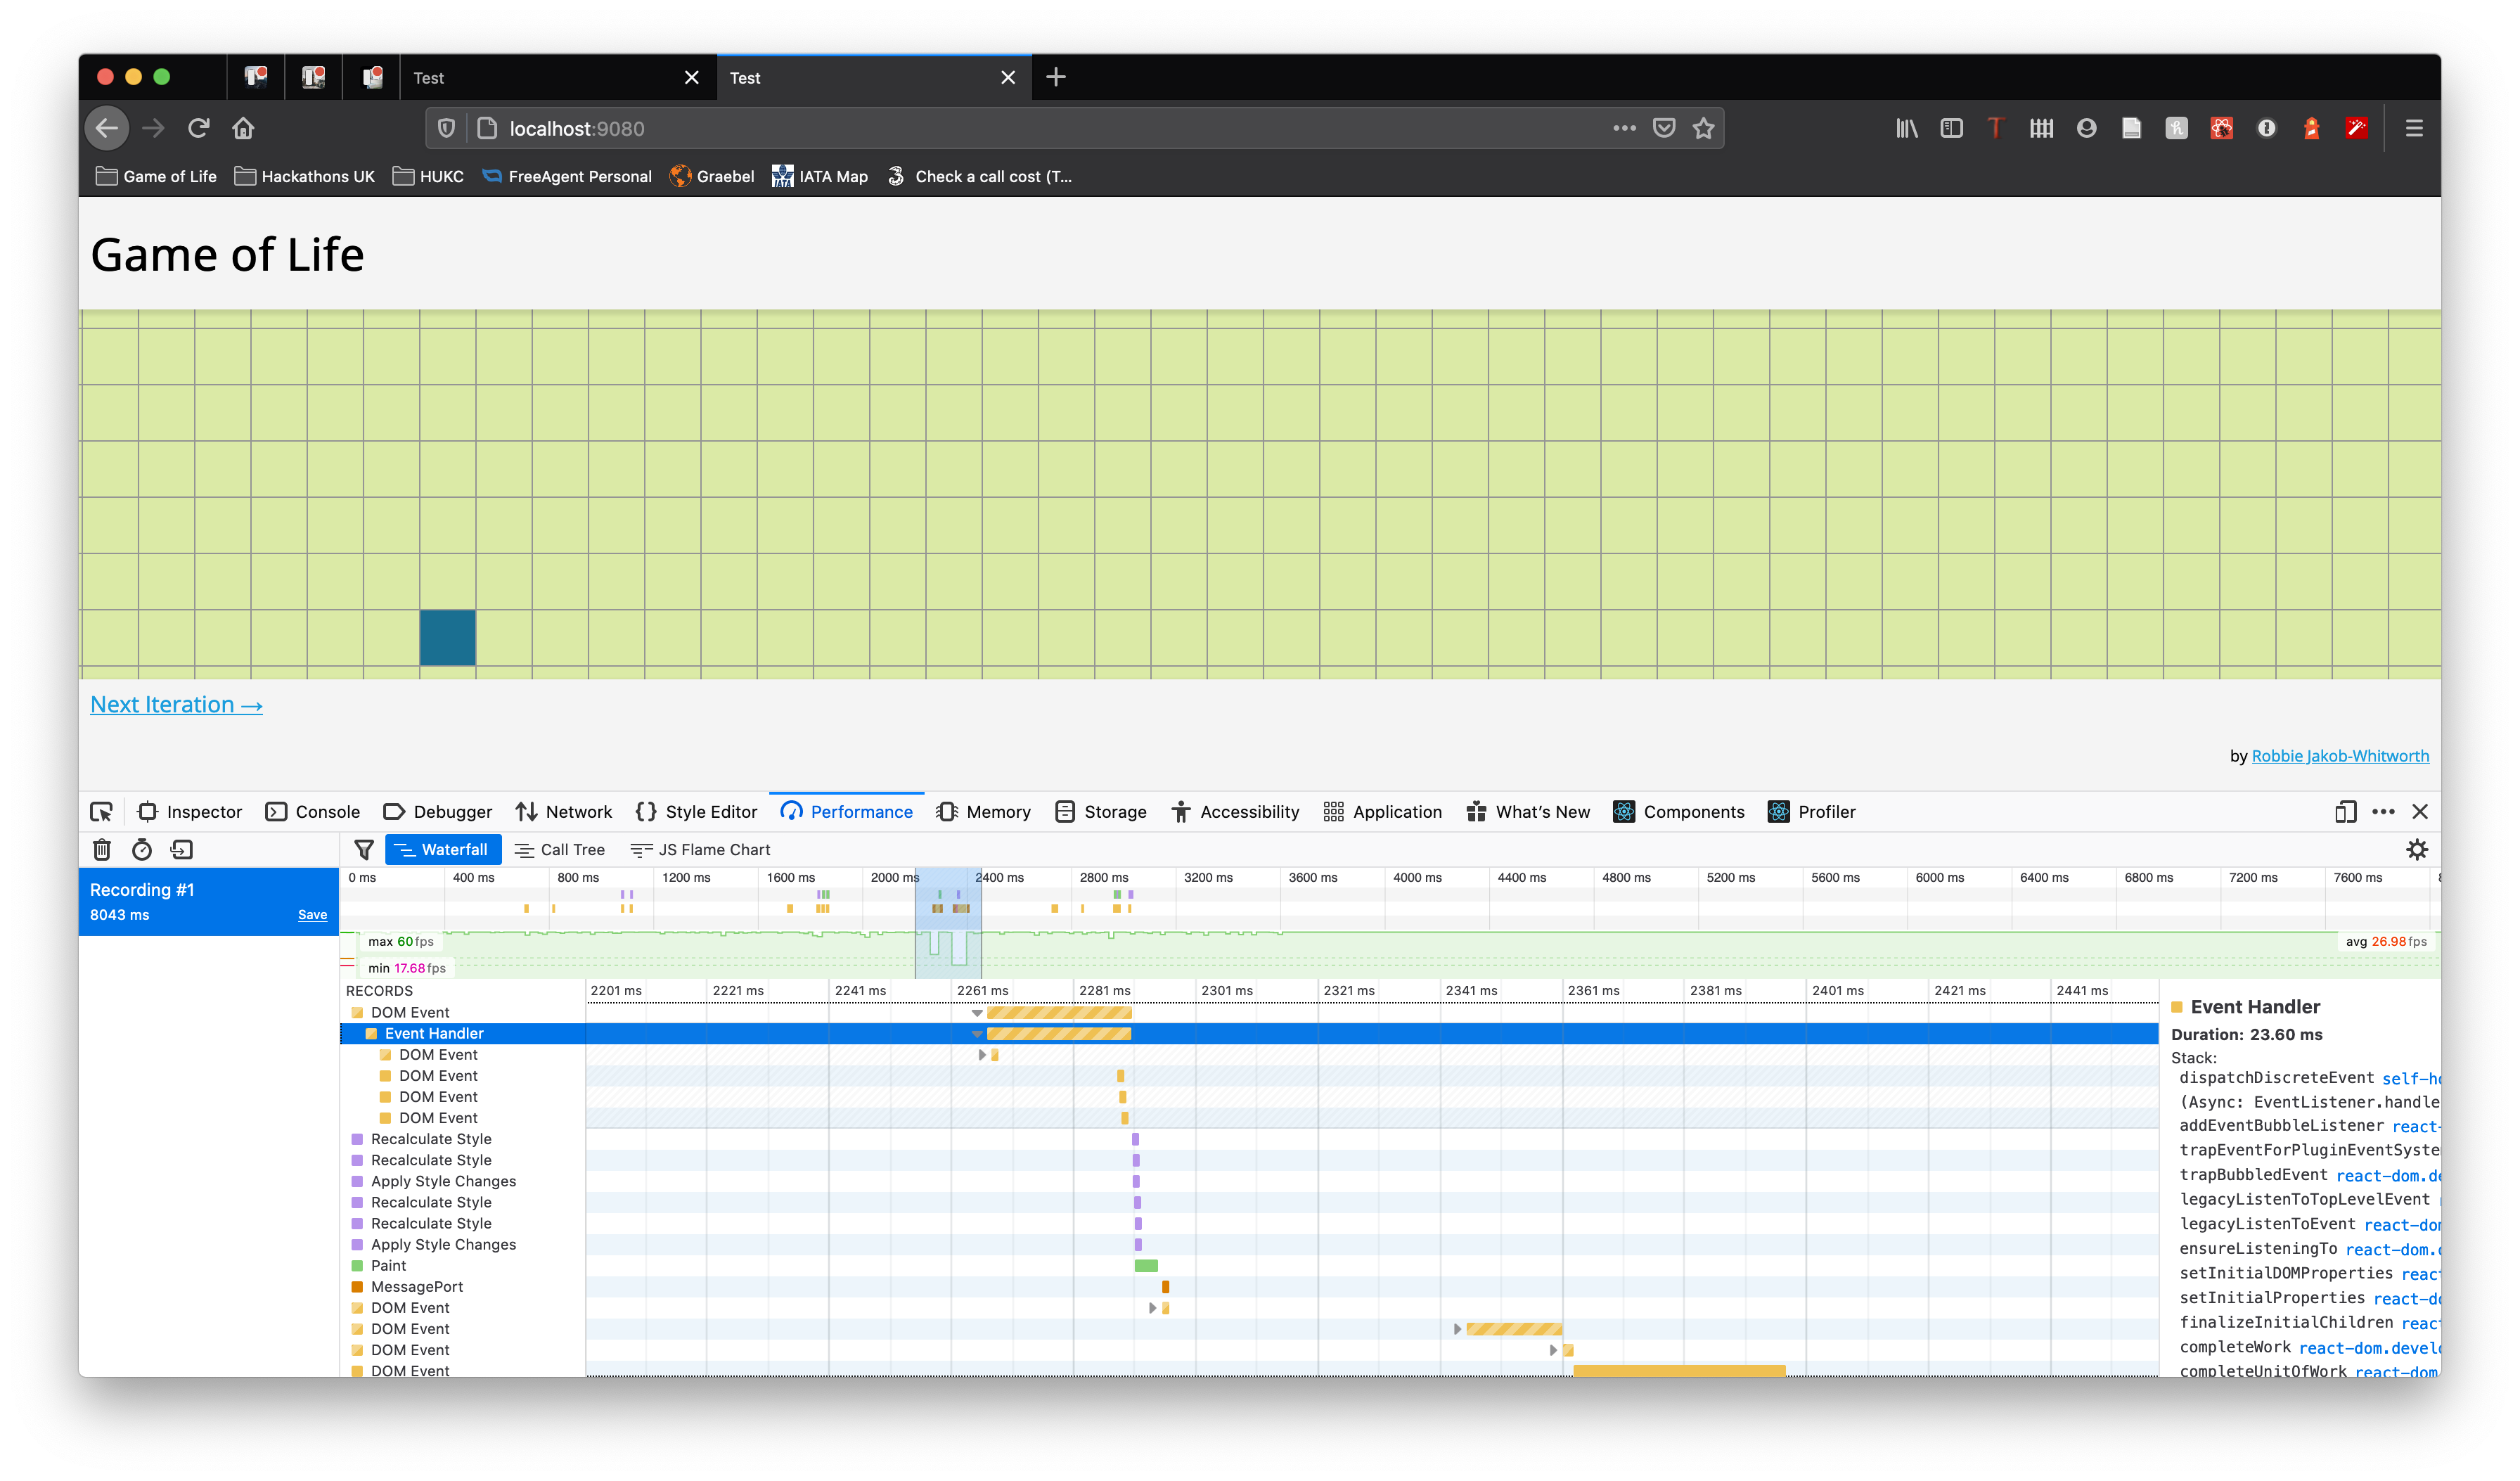 Test
Test
localhost:9080
Game of Life
Hackathons UK
HUKC
FreeAgent Personal
Graebel
IATA Map
Check a call cost (T...
Game of Life
Next Iteration →
by Robbie Jakob-Whitworth
Inspector
Console
Debugger
Network
Style Editor
Performance
Memory
Storage
Accessibility
Application
What's New
Components
Profiler
Waterfall
Call Tree
JS Flame Chart
Recording #1
8043 ms
Save
0 ms
400 ms
800 ms
1200 ms
1600 ms
2000 ms
2400 ms
2800 ms
3200 ms
3600 ms
4000 ms
4400 ms
4800 ms
5200 ms
5600 ms
6000 ms
6400 ms
6800 ms
7200 ms
7600 ms
max 60 fps
min 17.68 fps
avg 26.98 fps
RECORDS
2201 ms
2221 ms
2241 ms
2261 ms
2281 ms
2301 ms
2321 ms
2341 ms
2361 ms
2381 ms
2401 ms
2421 ms
2441 ms
DOM Event
Event Handler
DOM Event
DOM Event
DOM Event
DOM Event
Recalculate Style
Recalculate Style
Apply Style Changes
Recalculate Style
Recalculate Style
Apply Style Changes
Paint
MessagePort
DOM Event
DOM Event
DOM Event
DOM Event
Event Handler
Duration: 23.60 ms
Stack:
dispatchDiscreteEvent self-h
(Async: EventListener.handle
addEventBubbleListener react-
trapEventForPluginEventSyste
trapBubbledEvent react-dom.de
legacyListenToTopLevelEvent
legacyListenToEvent react-dom
ensureListeningTo react-dom.
setInitialDOMProperties react
setInitialProperties react-do
finalizeInitialChildren react
completeWork react-dom.devel
completeUnitOfWork react-dom